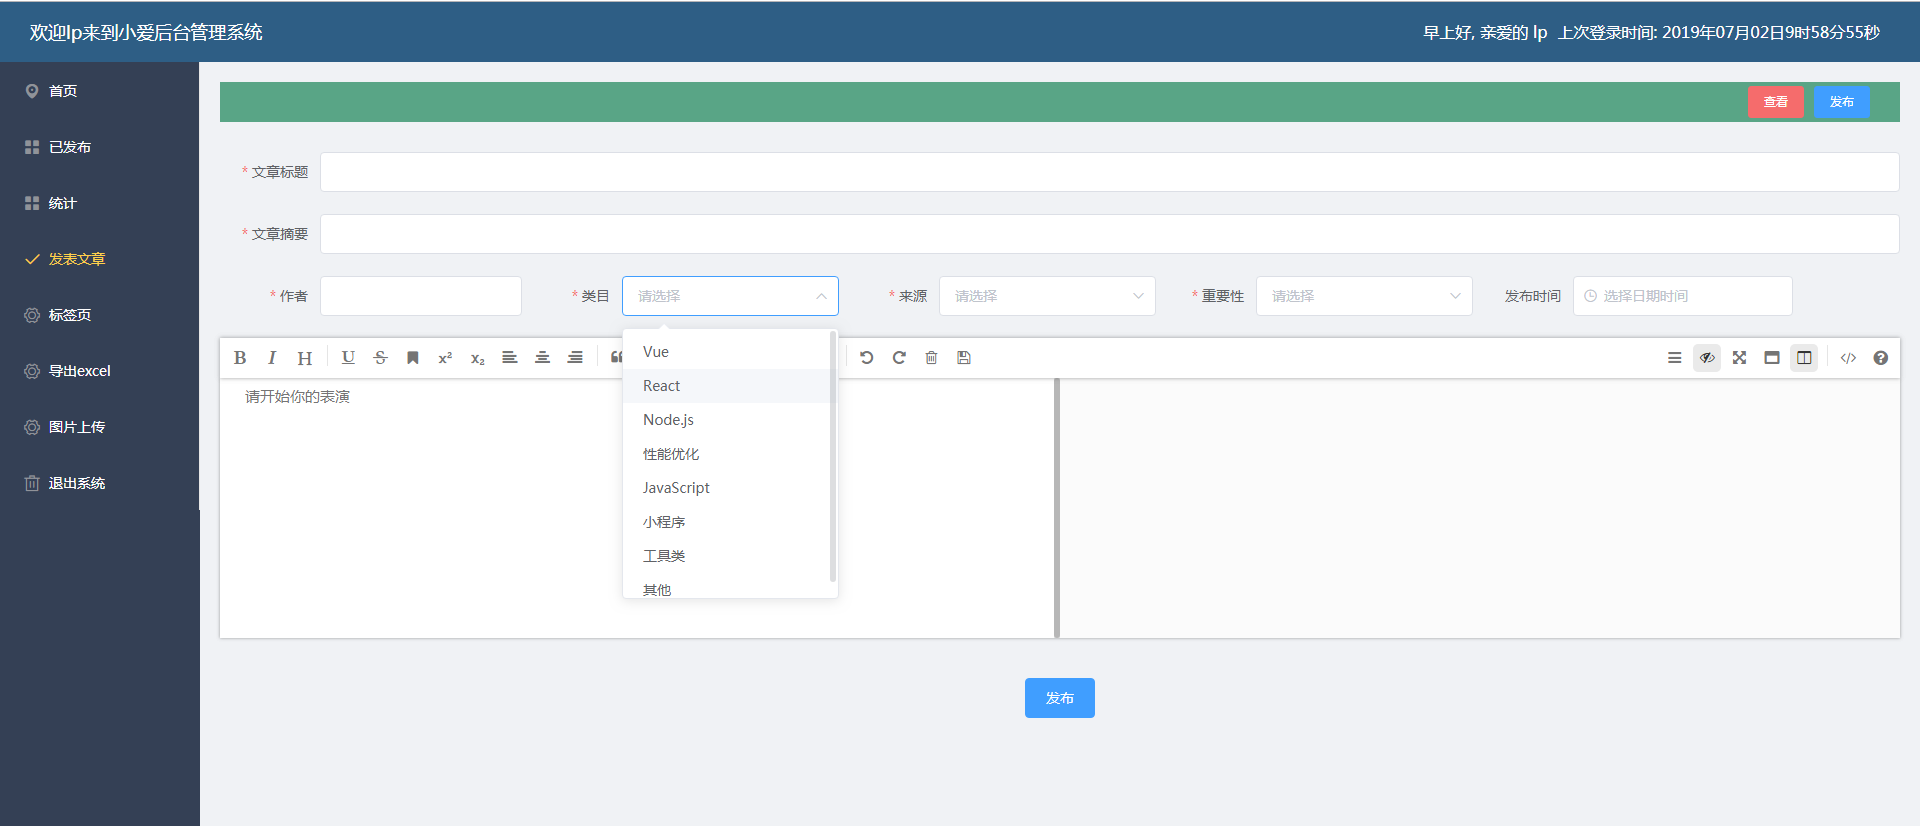 欢迎lp来到小爱后台管理系统
早上好, 亲爱的 lp 上次登录时间: 2019年07月02日9时58分55秒
首页
已发布
统计
发表文章
标签页
导出excel
图片上传
退出系统
查看 发布
* 文章标题
* 文章摘要
* 作者 * 类目 请选择 * 来源 请选择 * 重要性 请选择 发布时间 选择日期时间
B I H U S x² x₂
请开始你的表演
Vue
React
Node.js
性能优化
JavaScript
小程序
工具类
其他
发布